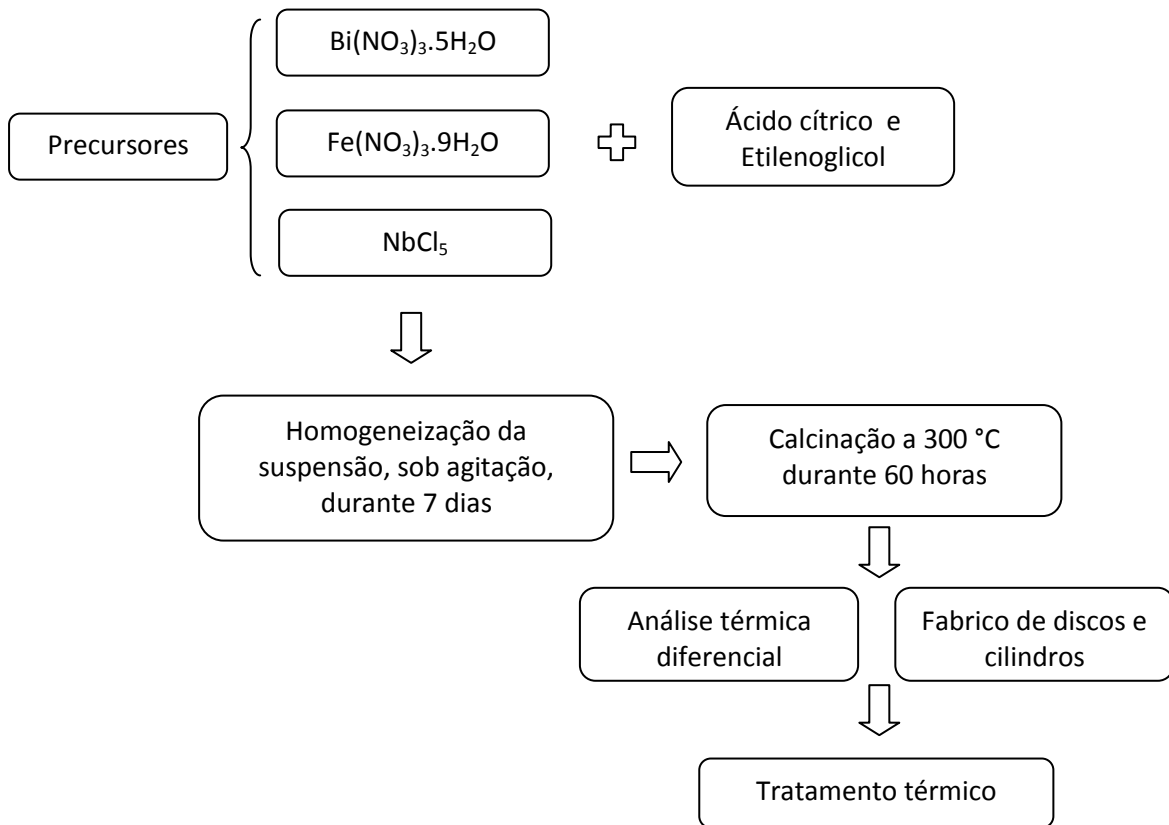 Precursores
Bi(NO₃)₃.5H₂O
Fe(NO₃)₃.9H₂O
NbCl₅
Ácido cítrico e
Etilenoglicol
Homogeneização da
suspensão, sob agitação,
durante 7 dias
Calcinação a 300 °C
durante 60 horas
Análise térmica
diferencial
Fabrico de discos e
cilindros
Tratamento térmico